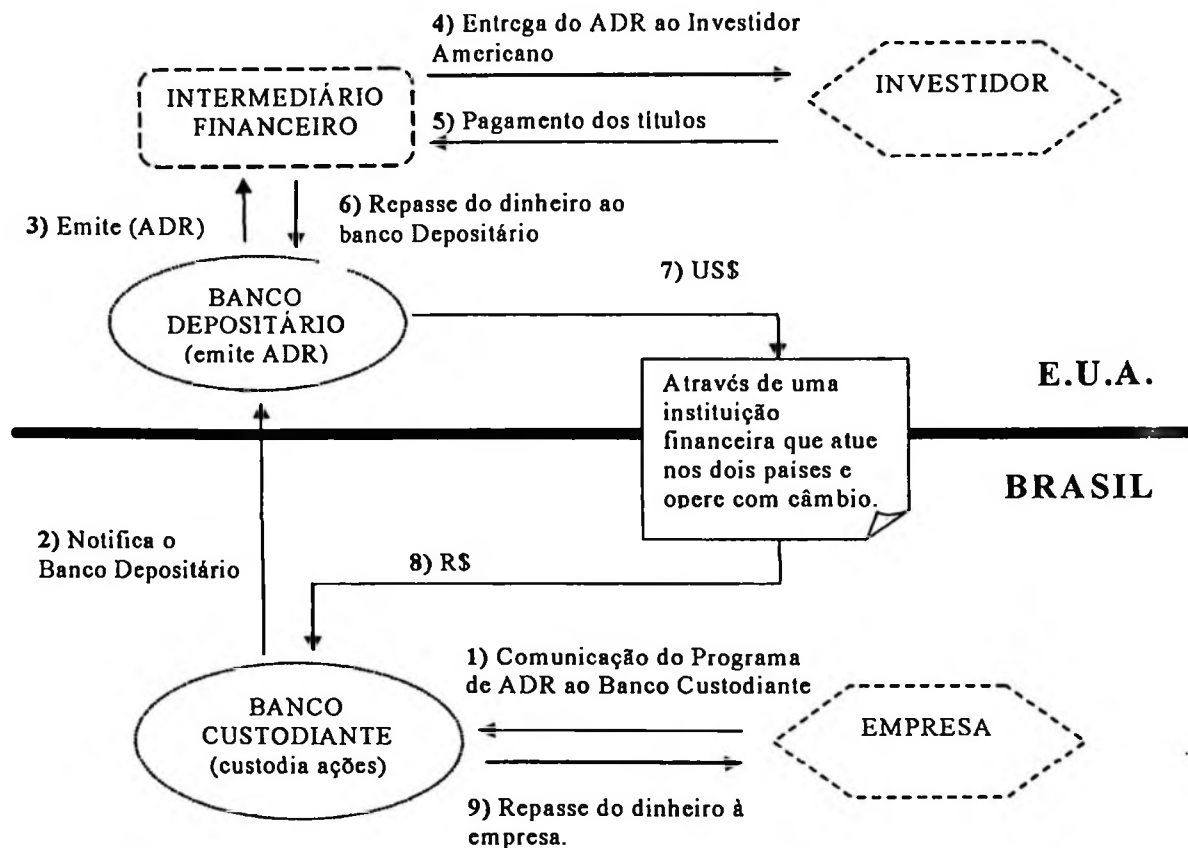 4) Entrega do ADR ao Investidor
Americano
INTERMEDIÁRIO
FINANCEIRO
INVESTIDOR
5) Pagamento dos títulos
3) Emite (ADR)
6) Repasse do dinheiro ao
banco Depositário
7) US$
BANCO
DEPOSITÁRIO
(emite ADR)
Através de uma
instituição
financeira que atue
nos dois países e
opere com câmbio.
E.U.A.
BRASIL
2) Notifica o
Banco Depositário
8) R$
1) Comunicação do Programa
de ADR ao Banco Custodiante
BANCO
CUSTODIANTE
(custodia ações)
EMPRESA
9) Repasse do dinheiro à
empresa.